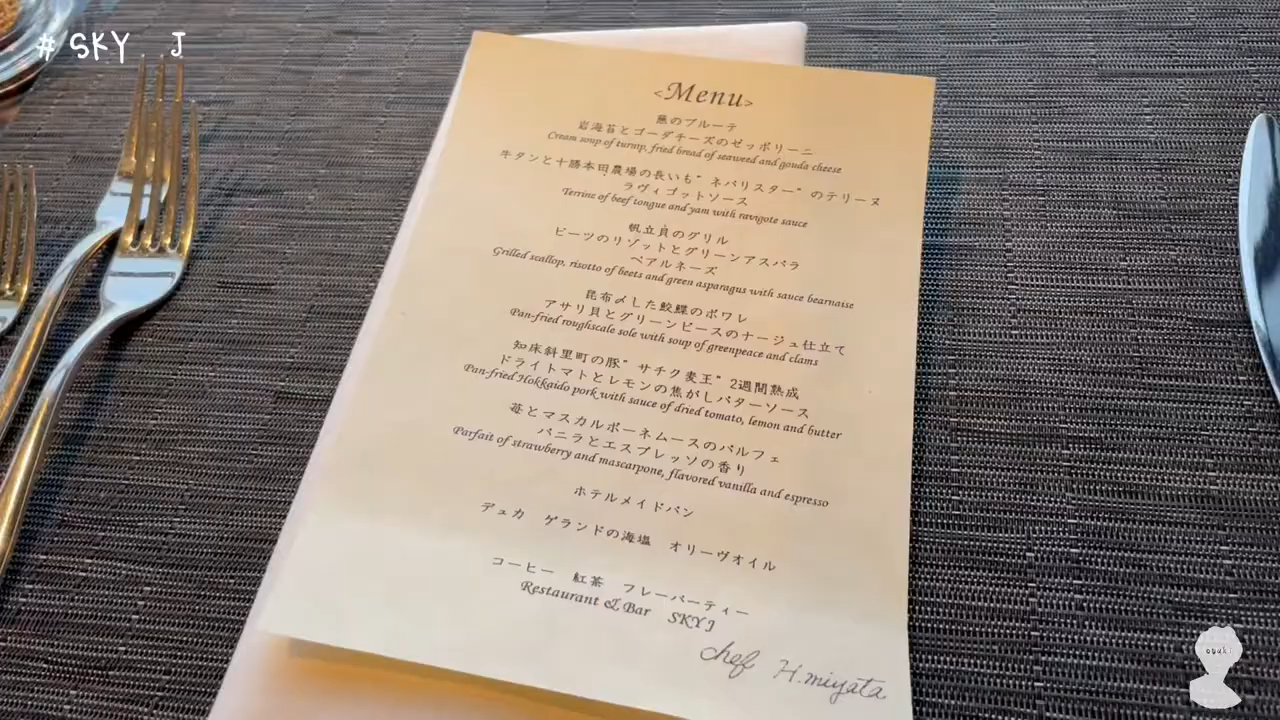 # SKY J
<Menu>
蕪のブルーテ
岩海苔とゴーダチーズのゼッポリーニ
Cream soup of turnip, fried bread of seaweed and gouda cheese
牛タンと十勝本田農場の長いも"ネバリスター"のテリーヌ
ラヴィゴットソース
Terrine of beef tongue and yam with ravigote sauce
帆立貝のグリル
ビーツのリゾットとグリーンアスパラ
ベアルネーズ
Grilled scallop, risotto of beets and green asparagus with sauce bearnaise
昆布〆した鮫鰈のポワレ
アサリ貝とグリーンピースのナージュ仕立て
Pan-fried roughscale sole with soup of greenpeace and clams
知床斜里町の豚"サチク麦王"2週間熟成
ドライトマトとレモンの焦がしバターソース
Pan-fried Hokkaido pork with sauce of dried tomato, lemon and butter
苺とマスカルポーネムースのパルフェ
バニラとエスプレッソの香り
Parfait of strawberry and mascarpone, flavored vanilla and espresso
ホテルメイドパン
デュカ ゲランドの海塩 オリーヴオイル
コーヒー 紅茶 フレーバーティー
Restaurant & Bar SKYJ
chef H.miyata